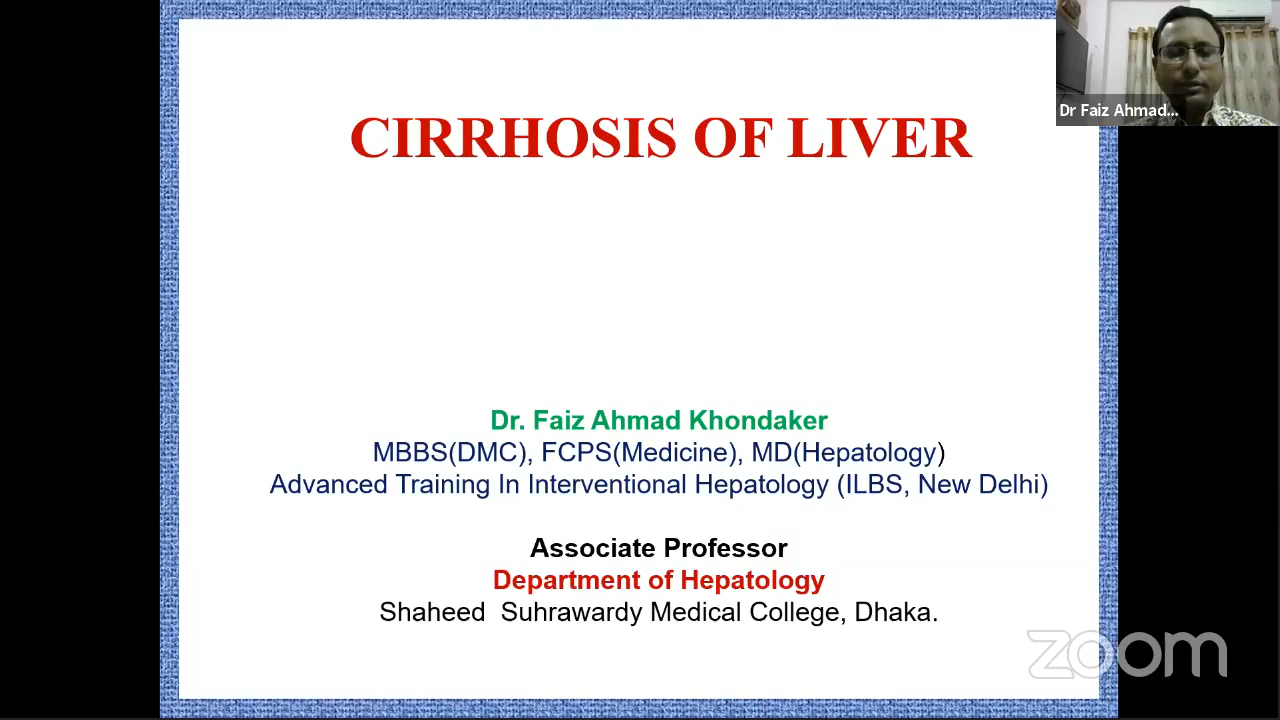 CIRRHOSIS OF LIVER
Dr Faiz Ahmad...
Dr. Faiz Ahmad Khondaker
MBBS(DMC), FCPS(Medicine), MD(Hepatology)
Advanced Training In Interventional Hepatology (ILBS, New Delhi)
Associate Professor
Department of Hepatology
Shaheed  Suhrawardy Medical College, Dhaka.
zoom